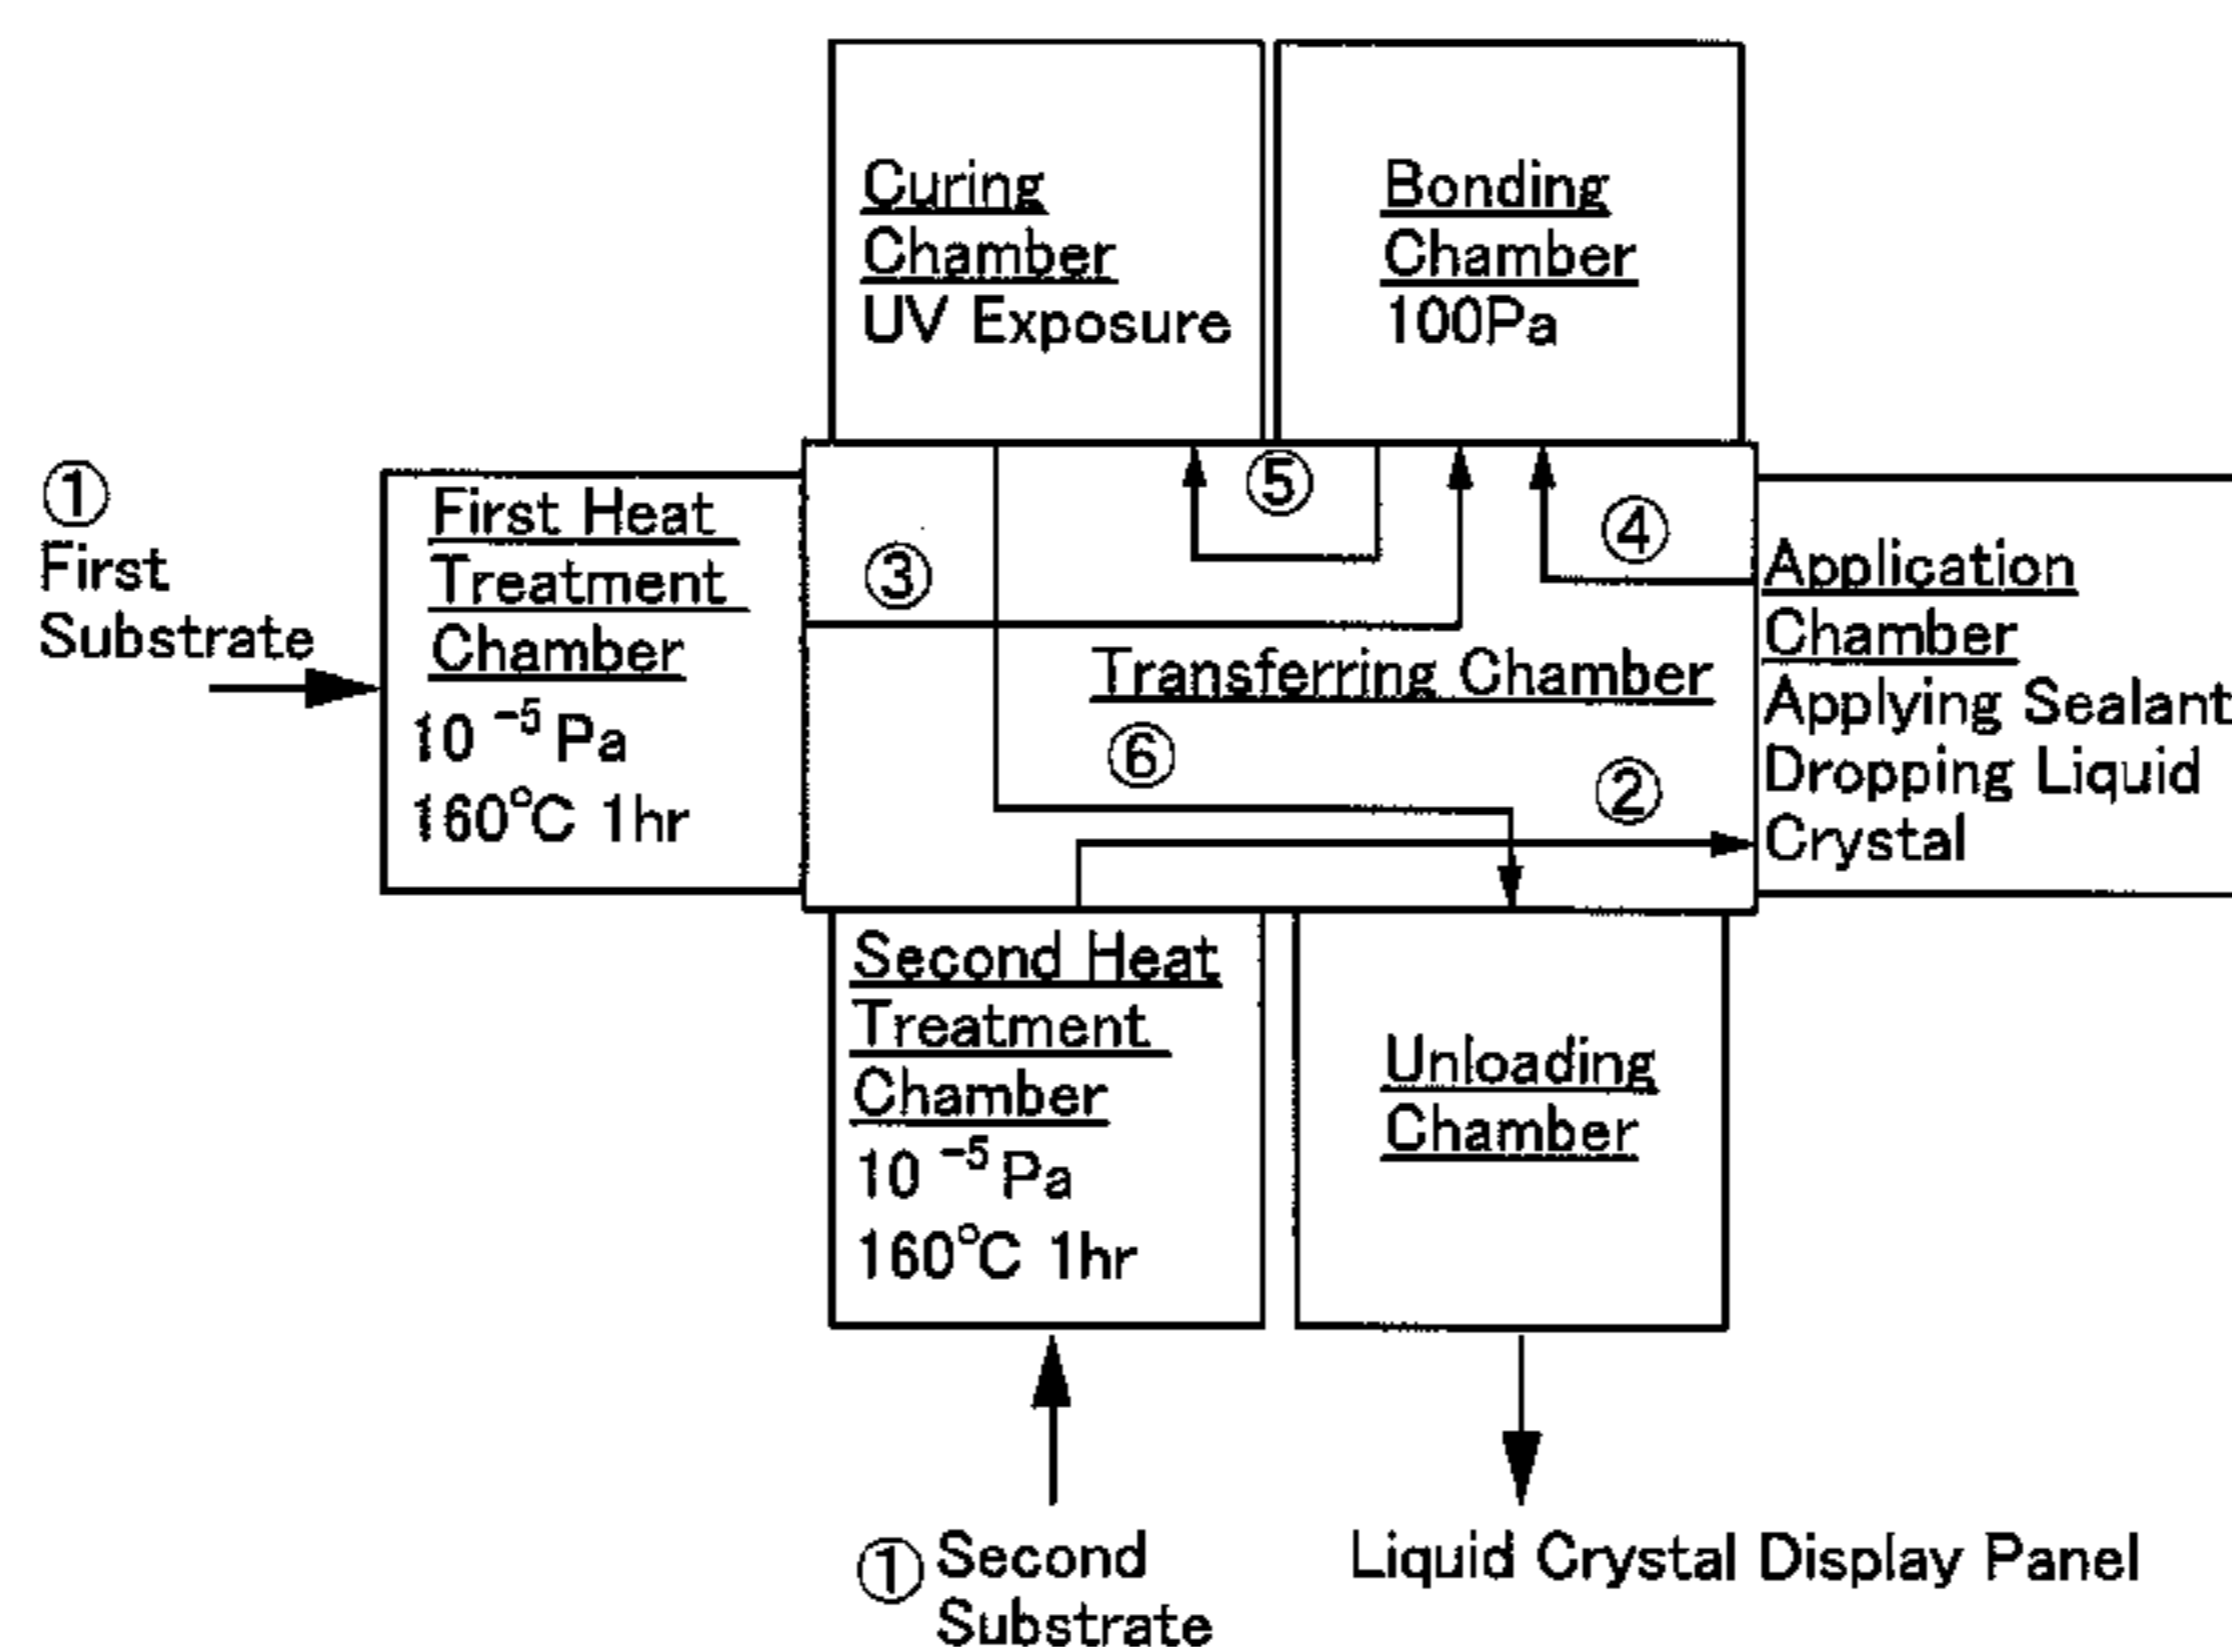 Curing
Chamber
UV Exposure
Bonding
Chamber
100Pa
①
First
Substrate
First Heat
Treatment
Chamber
10⁻⁵ Pa
160°C 1hr
③
⑤
④
Transferring Chamber
⑥
②
Application
Chamber
Applying Sealant
Dropping Liquid
Crystal
Second Heat
Treatment
Chamber
10⁻⁵ Pa
160°C 1hr
Unloading
Chamber
① Second
Substrate
Liquid Crystal Display Panel